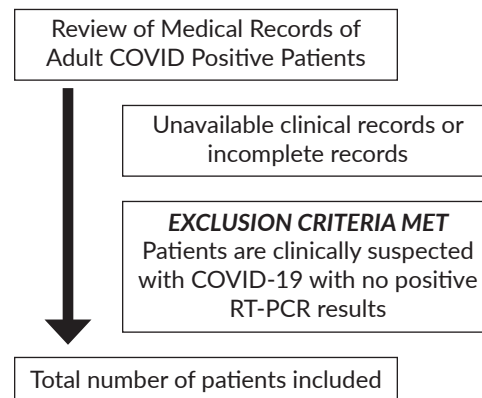 Review of Medical Records of
Adult COVID Positive Patients
Unavailable clinical records or
incomplete records
EXCLUSION CRITERIA MET
Patients are clinically suspected
with COVID-19 with no positive
RT-PCR results
Total number of patients included